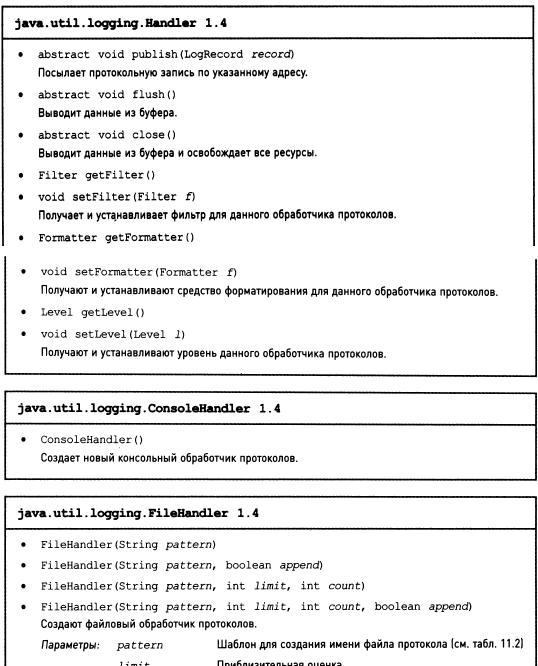 java.util.logging.Handler 1.4
• abstract void publish(LogRecord record)
Посылает протокольную запись по указанному адресу.
• abstract void flush()
Выводит данные из буфера.
• abstract void close()
Выводит данные из буфера и освобождает все ресурсы.
• Filter getFilter()
• void setFilter(Filter f)
Получает и устанавливает фильтр для данного обработчика протоколов.
• Formatter getFormatter()
• void setFormatter(Formatter f)
Получают и устанавливают средство форматирования для данного обработчика протоколов.
• Level getLevel()
• void setLevel(Level l)
Получают и устанавливают уровень данного обработчика протоколов.
java.util.logging.ConsoleHandler 1.4
• ConsoleHandler()
Создает новый консольный обработчик протоколов.
java.util.logging.FileHandler 1.4
• FileHandler(String pattern)
• FileHandler(String pattern, boolean append)
• FileHandler(String pattern, int limit, int count)
• FileHandler(String pattern, int limit, int count, boolean append)
Создают файловый обработчик протоколов.
Параметры: pattern Шаблон для создания имени файла протокола (см. табл. 11.2)
limit Приблизительная оценка